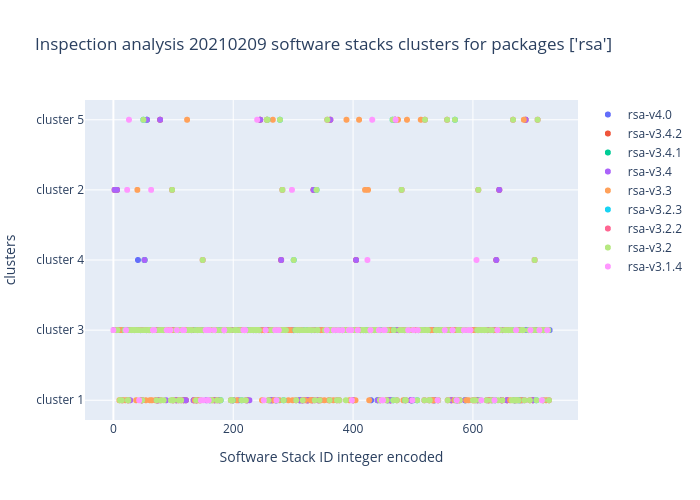 Inspection analysis 20210209 software stacks clusters for packages ['rsa']
cluster 5
cluster 2
cluster 4
cluster 3
cluster 1
clusters
0
200
400
600
Software Stack ID integer encoded
rsa-v4.0
rsa-v3.4.2
rsa-v3.4.1
rsa-v3.4
rsa-v3.3
rsa-v3.2.3
rsa-v3.2.2
rsa-v3.2
rsa-v3.1.4